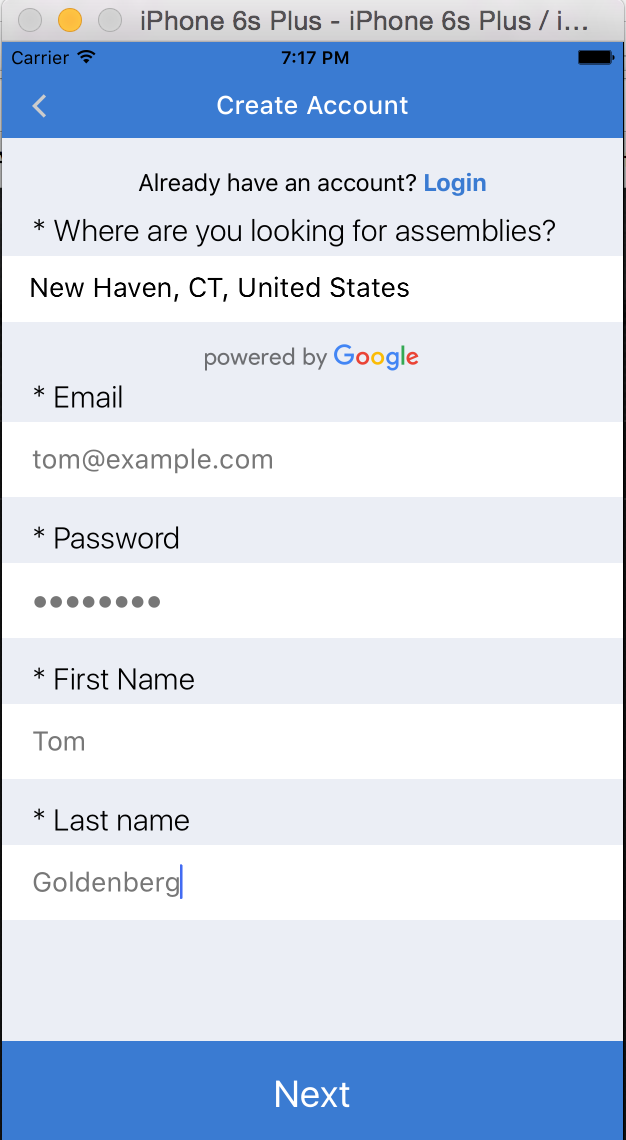 iPhone 6s Plus - iPhone 6s Plus / i...
Carrier 7:17 PM
Create Account
Already have an account? Login
* Where are you looking for assemblies?
New Haven, CT, United States
powered by Google
* Email
tom@example.com
* Password
••••••••
* First Name
Tom
* Last name
Goldenberg
Next